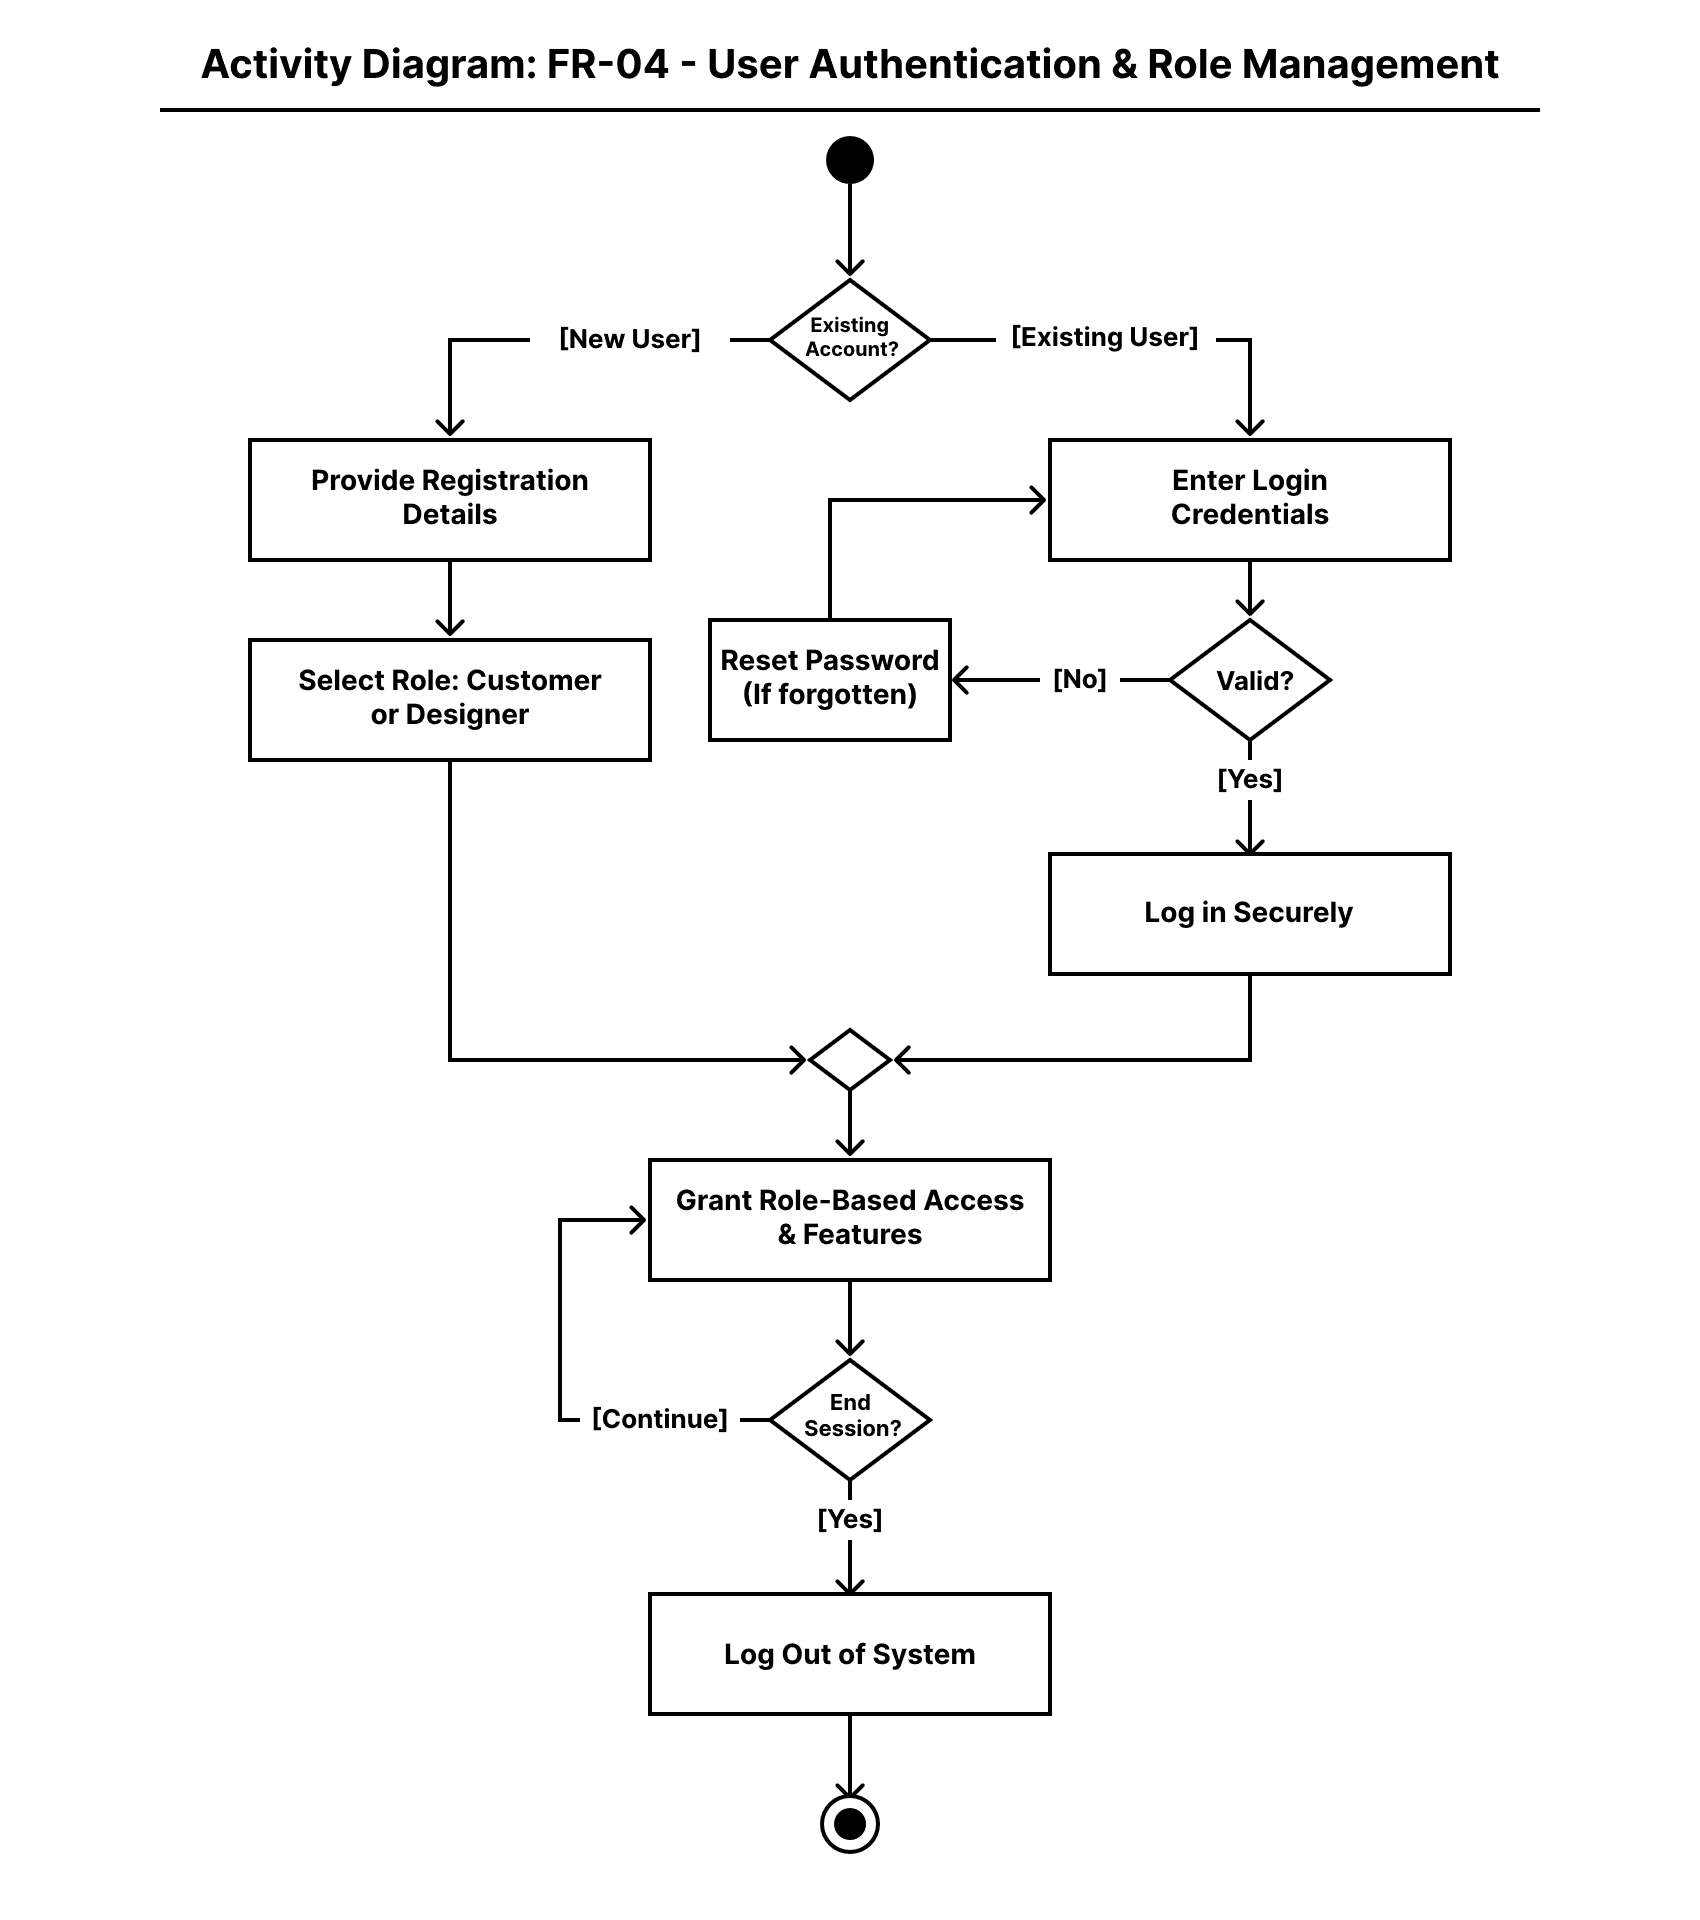 Activity Diagram: FR-04 - User Authentication & Role Management
Existing
Account?
[New User]
[Existing User]
Provide Registration
Details
Enter Login
Credentials
Select Role: Customer
or Designer
Reset Password
(If forgotten)
[No]
Valid?
[Yes]
Log in Securely
Grant Role-Based Access
& Features
End
Session?
[Continue]
[Yes]
Log Out of System